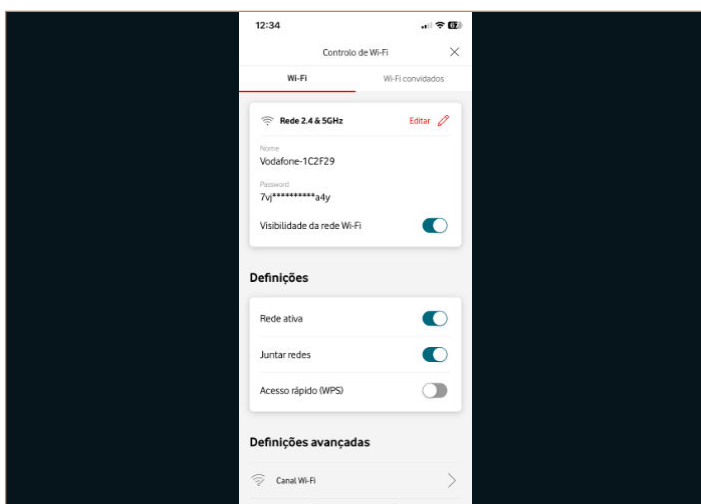 12:34
67
Controlo de Wi-Fi
Wi-Fi
Wi-Fi convidados
Rede 2.4 & 5GHz
Editar
Nome
Vodafone-1C2F29
Password
7vj**********a4y
Visibilidade da rede Wi-Fi
Definições
Rede ativa
Juntar redes
Acesso rápido (WPS)
Definições avançadas
Canal Wi-Fi